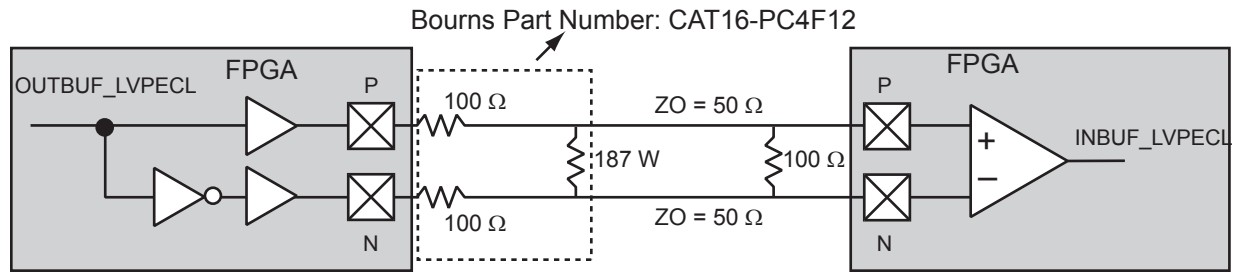 Bourns Part Number: CAT16-PC4F12
FPGA
OUTBUF_LVPECL
P
100 Ω
187 W
100 Ω
N
ZO = 50 Ω
100 Ω
ZO = 50 Ω
FPGA
P
+
−
INBUF_LVPECL
N